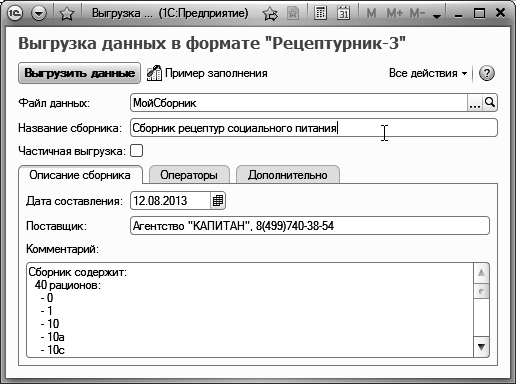 Выгрузка ... (1С:Предприятие)
M M+ M-
Выгрузка данных в формате "Рецептурник-3"
Выгрузить данные Пример заполнения Все действия ?
Файл данных: МойСборник ...
Название сборника: Сборник рецептур социального питания
Частичная выгрузка:
Описание сборника Операторы Дополнительно
Дата составления: 12.08.2013
Поставщик: Агентство "КАПИТАН", 8(499)740-38-54
Комментарий:
Сборник содержит:
40 рационов:
- 0
- 1
- 10
- 10а
- 10с